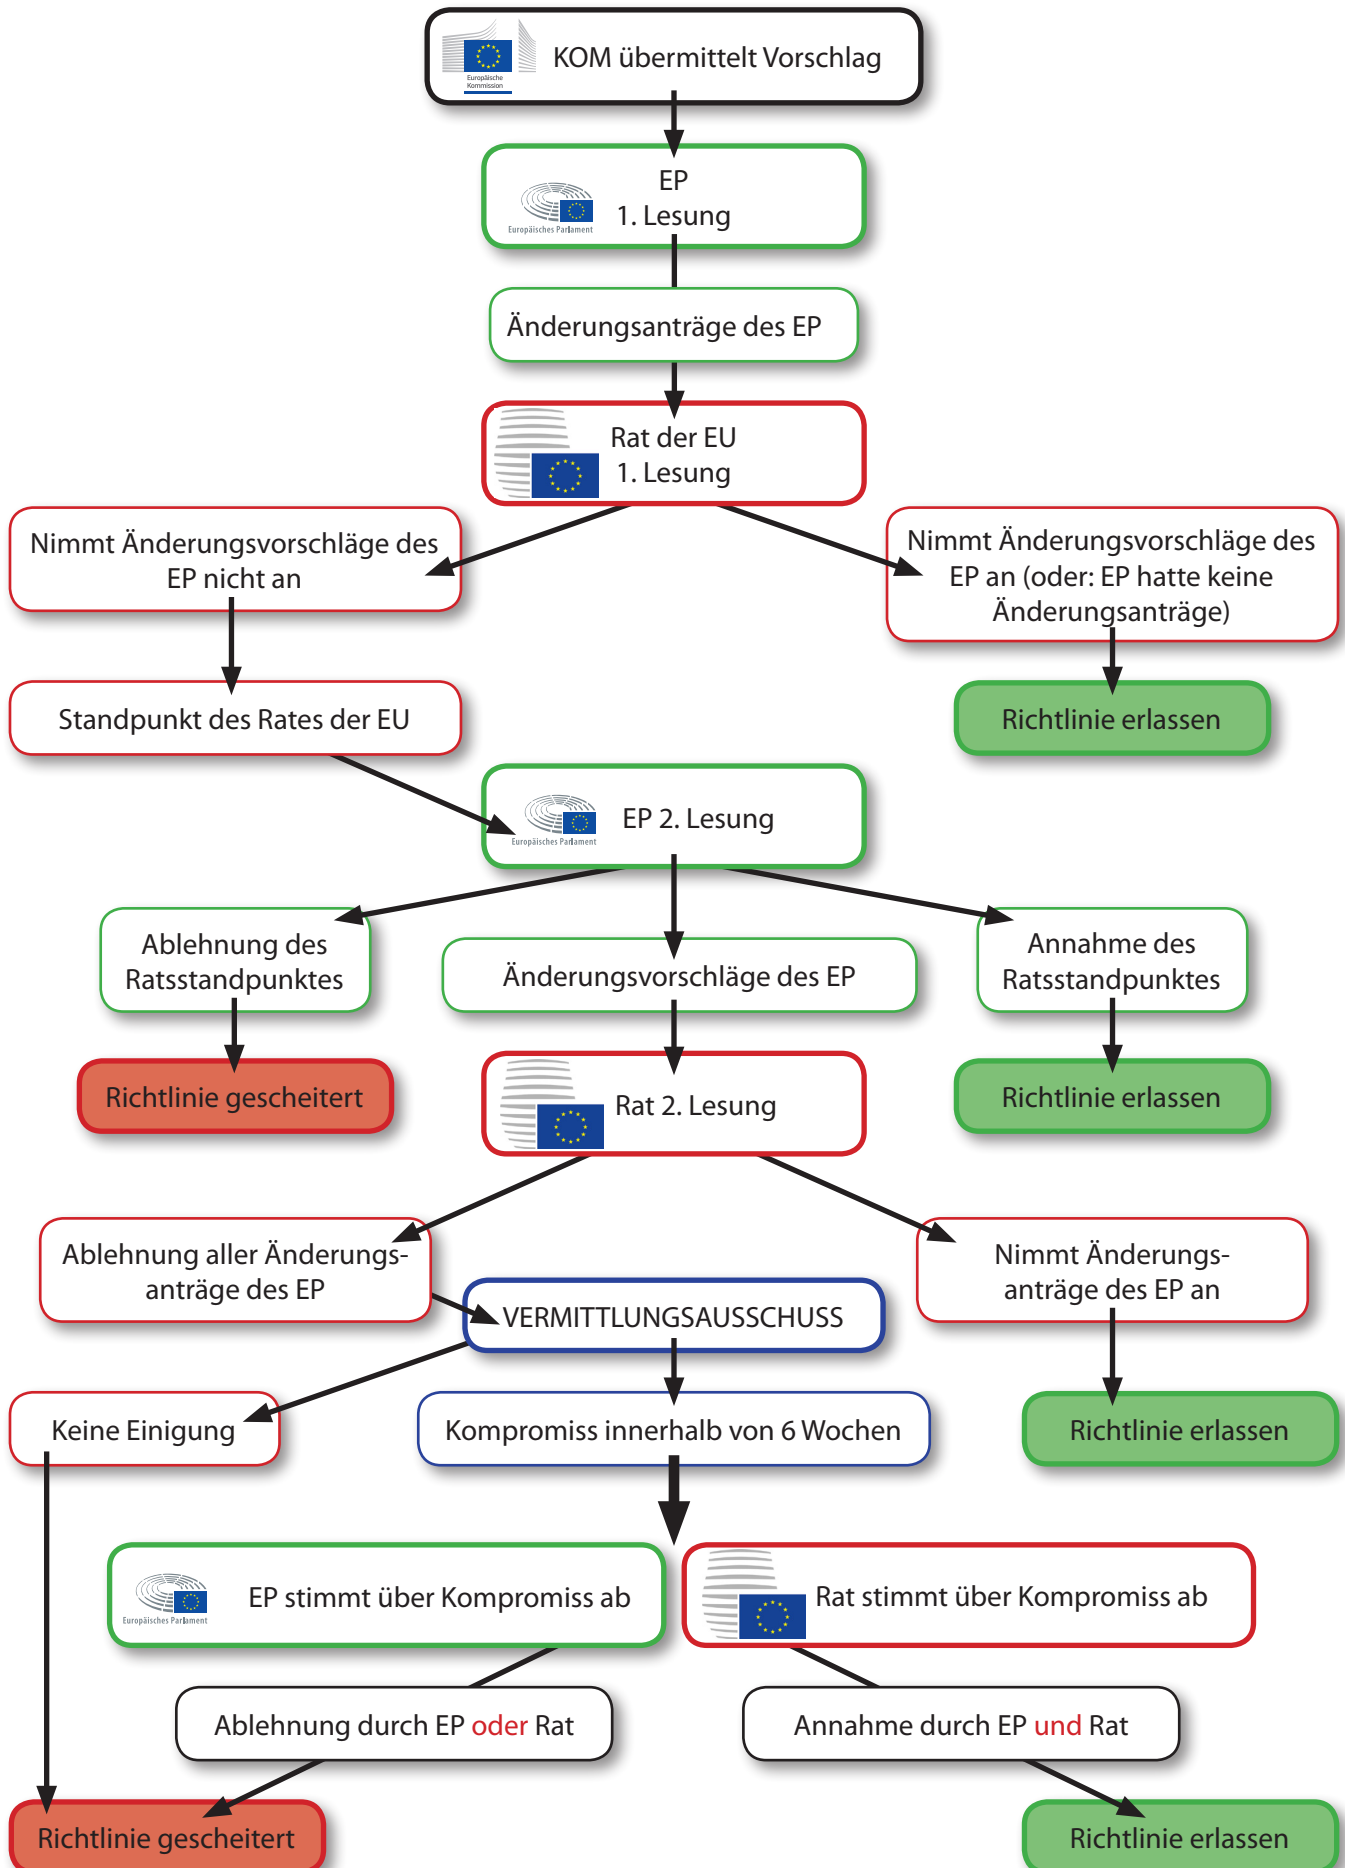 Europäische
Kommission
KOM übermittelt Vorschlag
EP
1. Lesung
Europäisches Parlament
Änderungsanträge des EP
Rat der EU
1. Lesung
Nimmt Änderungsvorschläge des
EP nicht an
Nimmt Änderungsvorschläge des
EP an (oder: EP hatte keine
Änderungsanträge)
Standpunkt des Rates der EU
Richtlinie erlassen
EP 2. Lesung
Europäisches Parlament
Ablehnung des
Ratsstandpunktes
Änderungsvorschläge des EP
Annahme des
Ratsstandpunktes
Richtlinie gescheitert
Rat 2. Lesung
Richtlinie erlassen
Ablehnung aller Änderungs-
anträge des EP
Nimmt Änderungs-
anträge des EP an
VERMITTLUNGSAUSSCHUSS
Keine Einigung
Kompromiss innerhalb von 6 Wochen
Richtlinie erlassen
EP stimmt über Kompromiss ab
Europäisches Parlament
Rat stimmt über Kompromiss ab
Ablehnung durch EP oder Rat
Annahme durch EP und Rat
Richtlinie gescheitert
Richtlinie erlassen